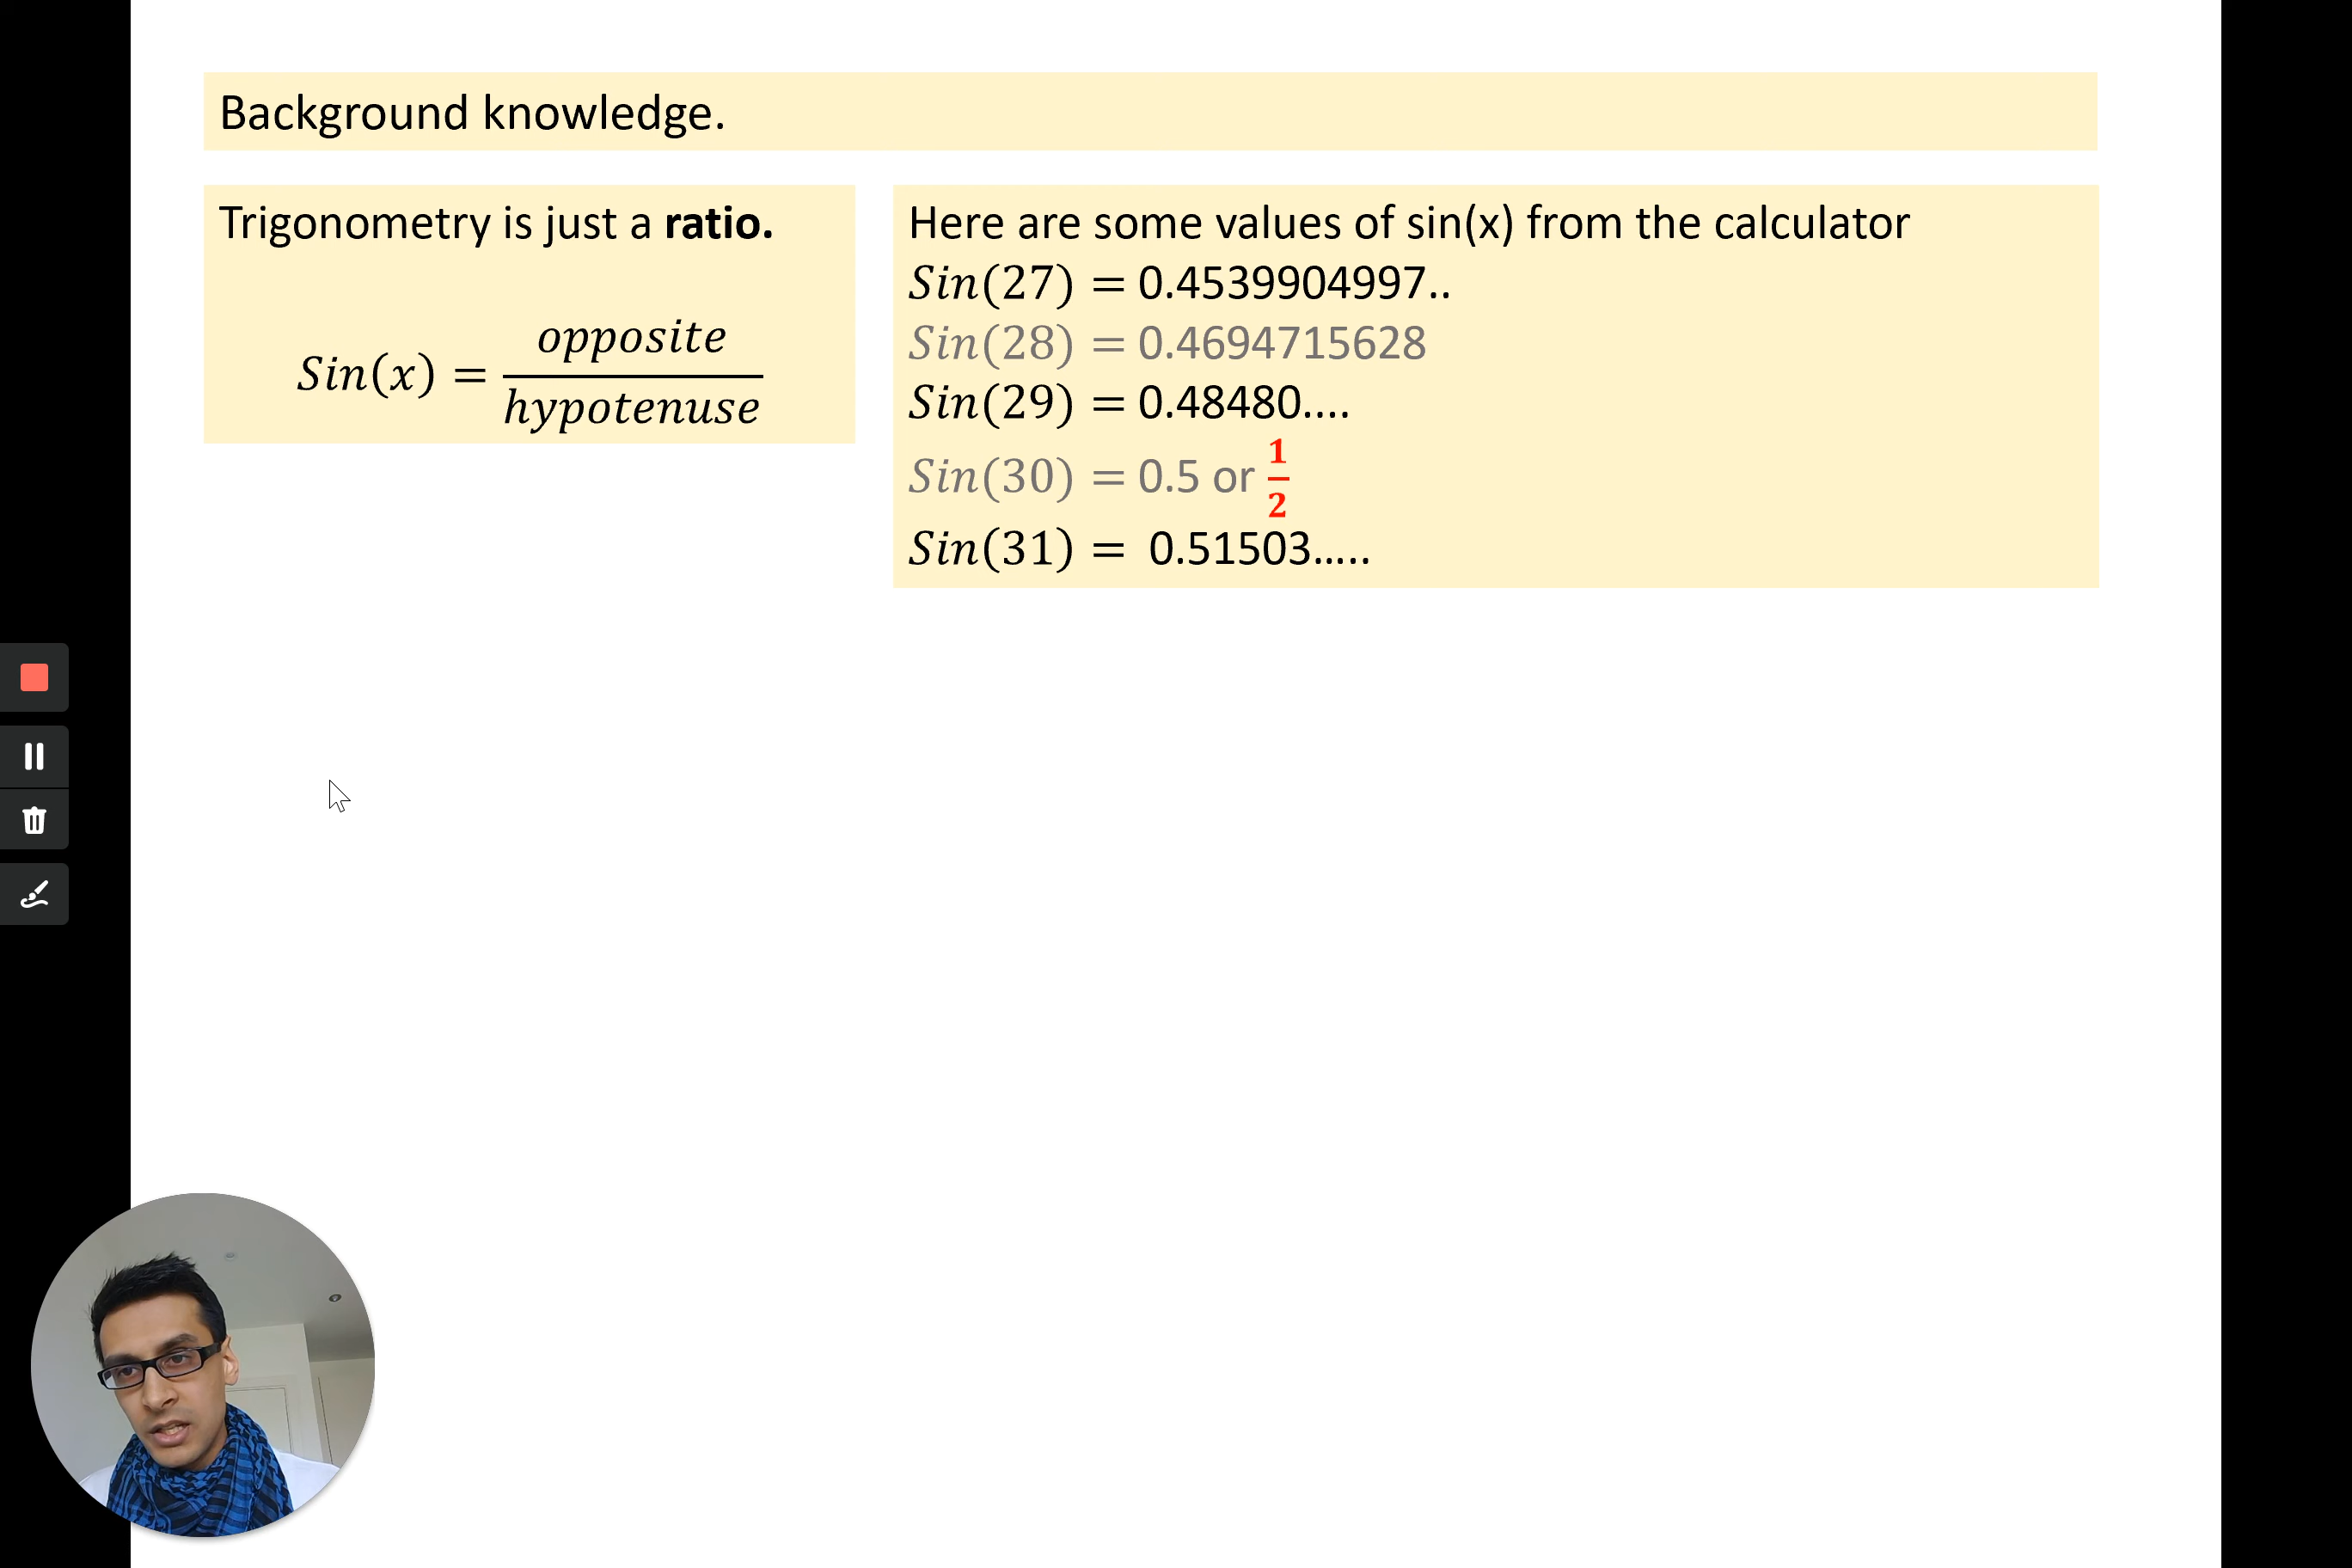 Background knowledge.
Trigonometry is just a ratio.
Sin(x) = opposite / hypotenuse
Here are some values of sin(x) from the calculator
Sin(27) = 0.4539904997..
Sin(28) = 0.4694715628
Sin(29) = 0.48480....
Sin(30) = 0.5 or 1/2
Sin(31) = 0.51503.....